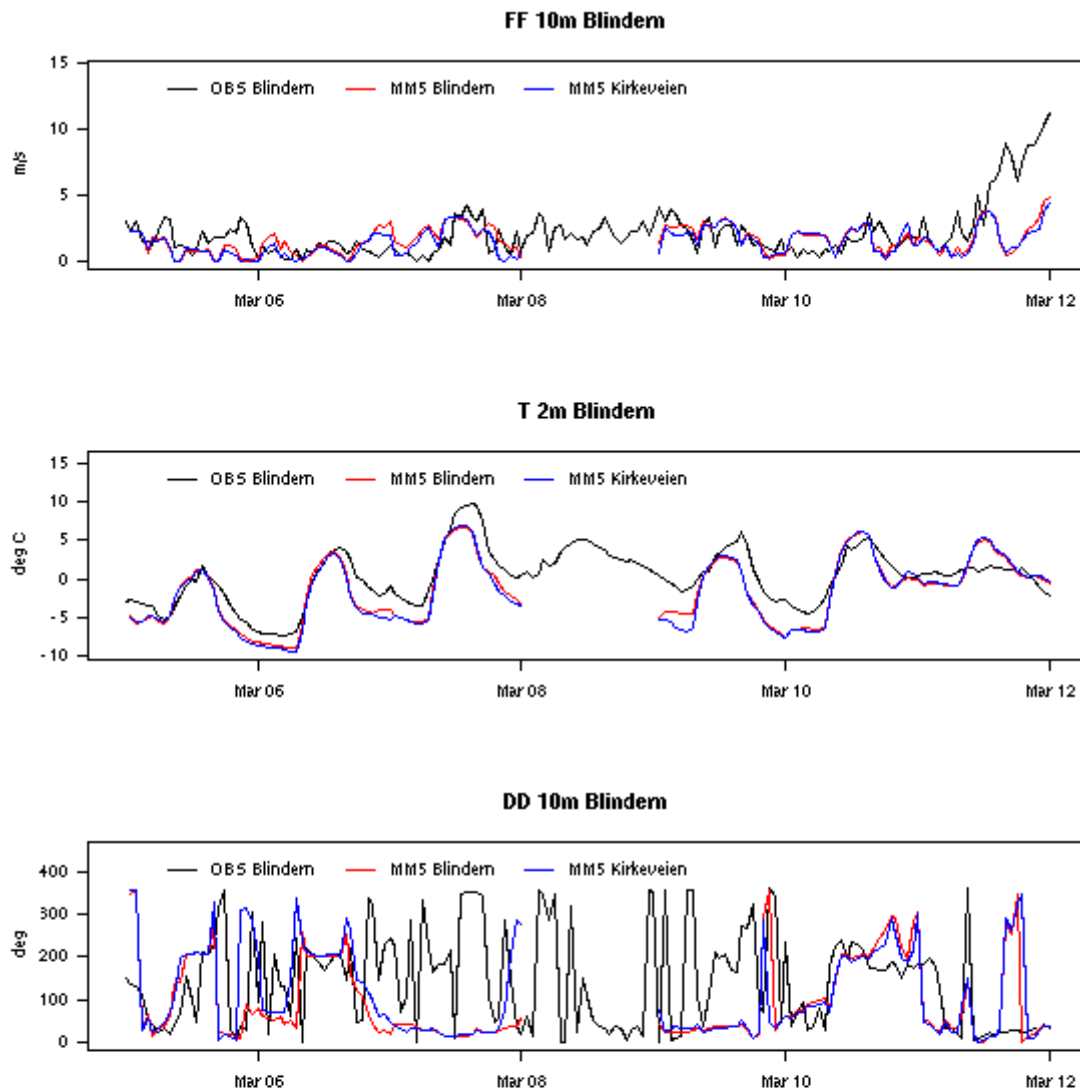 FF 10m Blindern
15
10
5
0
m/s
OBS Blindern MM5 Blindern MM5 Kirkeveien
Mar 06 Mar 08 Mar 10 Mar 12
T 2m Blindern
15
10
5
0
-5
-10
deg C
OBS Blindern MM5 Blindern MM5 Kirkeveien
Mar 06 Mar 08 Mar 10 Mar 12
DD 10m Blindern
400
300
200
100
0
deg
OBS Blindern MM5 Blindern MM5 Kirkeveien
Mar 06 Mar 08 Mar 10 Mar 12